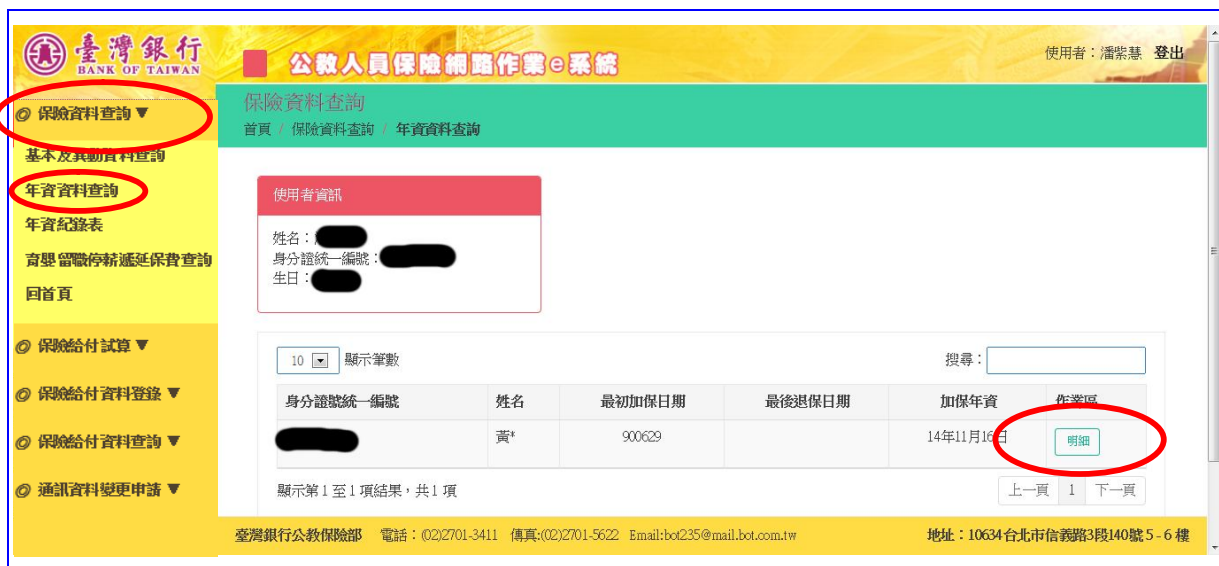 臺灣銀行
BANK OF TAIWAN
公教人員保險網路作業e系統
使用者：潘紫慧 登出
保險資料查詢 ▼
基本及異動資料查詢
年資資料查詢
年資紀錄表
育嬰留職停薪遞延保費查詢
回首頁
保險給付試算 ▼
保險給付資料登錄 ▼
保險給付資料查詢 ▼
通訊資料變更申請 ▼
保險資料查詢
首頁 / 保險資料查詢 / 年資資料查詢
使用者資訊
姓名：
身分證統一編號：
生日：
10 顯示筆數
搜尋：
身分證號統一編號 姓名 最初加保日期 最後退保日期 加保年資 作業區
黃* 900629 14年11月16日 明細
顯示第 1 至 1 項結果，共 1 項
上一頁 1 下一頁
臺灣銀行公教保險部 電話：(02)2701-3411 傳真:(02)2701-5622 Email:bot235@mail.bot.com.tw 地址：10634台北市信義路3段140號 5 - 6 樓